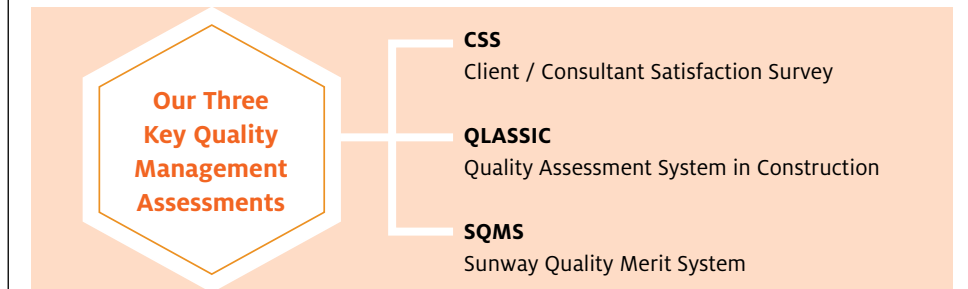 Our Three
Key Quality
Management
Assessments
CSS
Client / Consultant Satisfaction Survey
QLASSIC
Quality Assessment System in Construction
SQMS
Sunway Quality Merit System